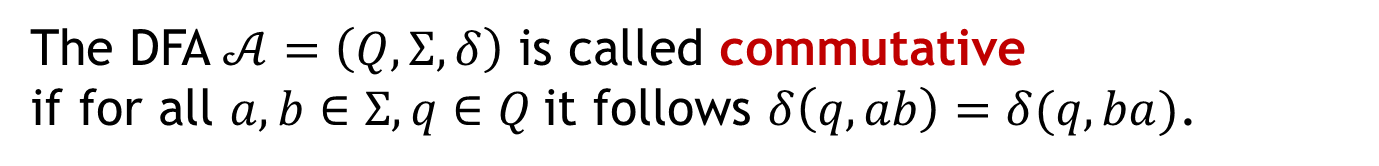 The DFA 𝒜 = (𝑄, Σ, 𝛿) is called commutative
if for all 𝑎, 𝑏 ∈ Σ, 𝑞 ∈ 𝑄 it follows 𝛿(𝑞, 𝑎𝑏) = 𝛿(𝑞, 𝑏𝑎).